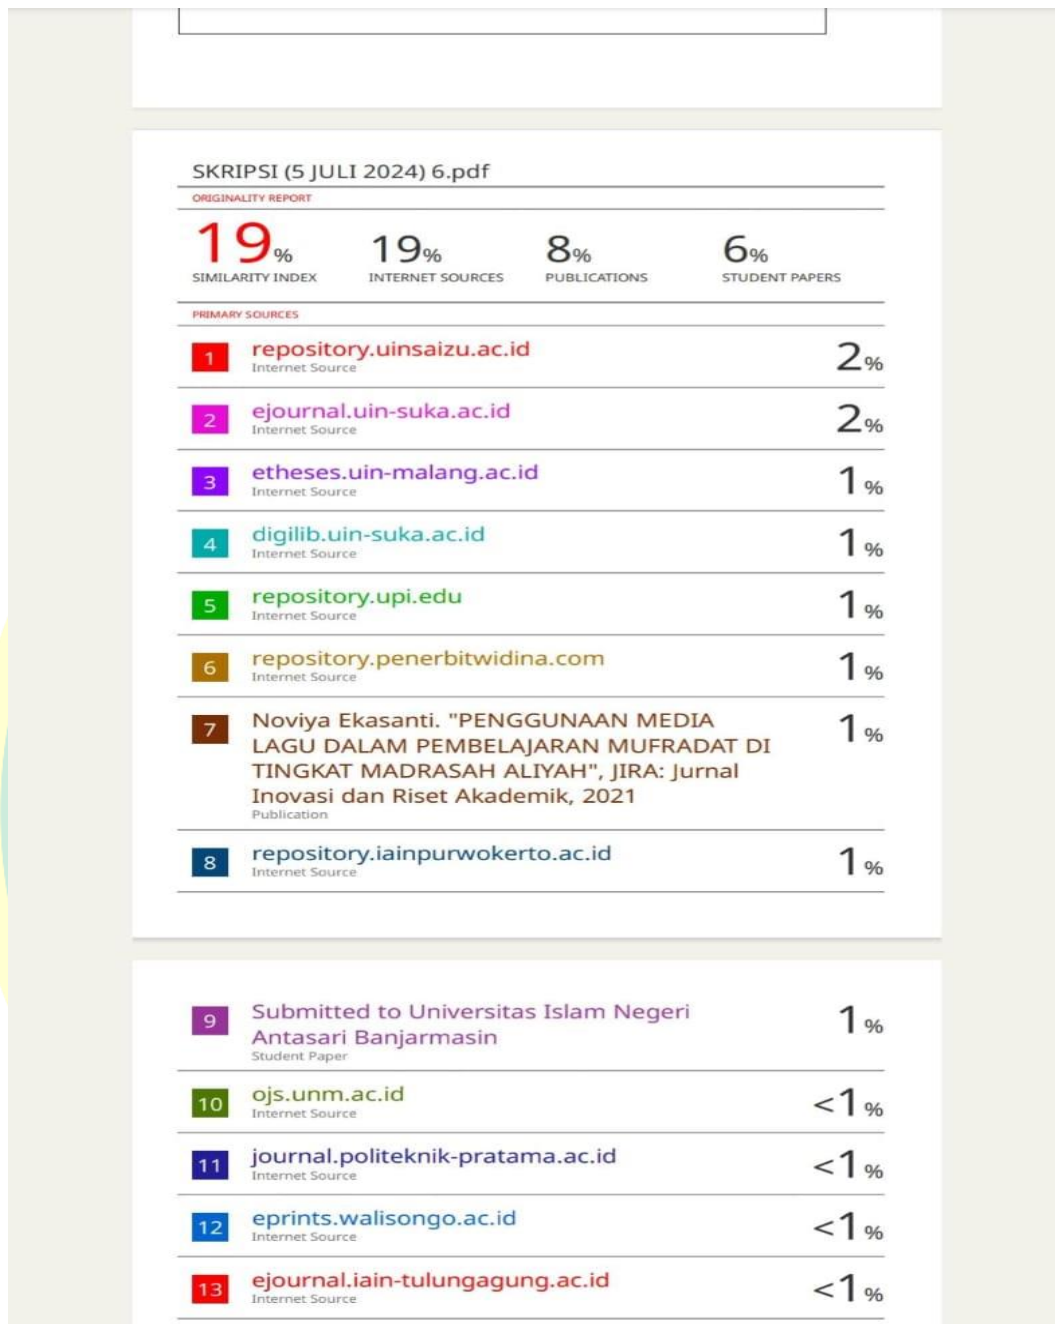 SKRIPSI (5 JULI 2024) 6.pdf
ORIGINALITY REPORT
19% 19% 8% 6%
SIMILARITY INDEX INTERNET SOURCES PUBLICATIONS STUDENT PAPERS
PRIMARY SOURCES
1 repository.uinsaizu.ac.id 2%
Internet Source
2 ejournal.uin-suka.ac.id 2%
Internet Source
3 etheses.uin-malang.ac.id 1%
Internet Source
4 digilib.uin-suka.ac.id 1%
Internet Source
5 repository.upi.edu 1%
Internet Source
6 repository.penerbitwidina.com 1%
Internet Source
7 Noviya Ekasanti. "PENGGUNAAN MEDIA 1%
LAGU DALAM PEMBELAJARAN MUFRADAT DI
TINGKAT MADRASAH ALIYAH", JIRA: Jurnal
Inovasi dan Riset Akademik, 2021
Publication
8 repository.iainpurwokerto.ac.id 1%
Internet Source
9 Submitted to Universitas Islam Negeri 1%
Antasari Banjarmasin
Student Paper
10 ojs.unm.ac.id <1%
Internet Source
11 journal.politeknik-pratama.ac.id <1%
Internet Source
12 eprints.walisongo.ac.id <1%
Internet Source
13 ejournal.iain-tulungagung.ac.id <1%
Internet Source